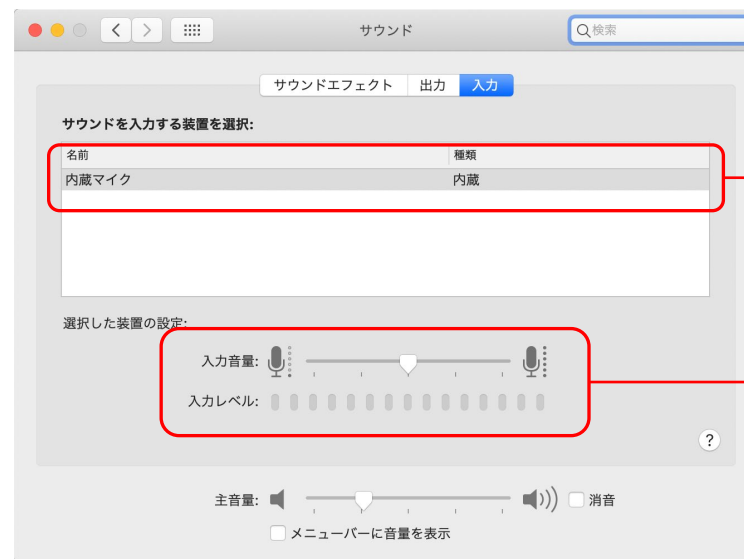 サウンド
検索
サウンドエフェクト 出力 入力
サウンドを入力する装置を選択:
名前 種類
内蔵マイク 内蔵
選択した装置の設定:
入力音量:
入力レベル:
?
主音量: 消音
メニューバーに音量を表示